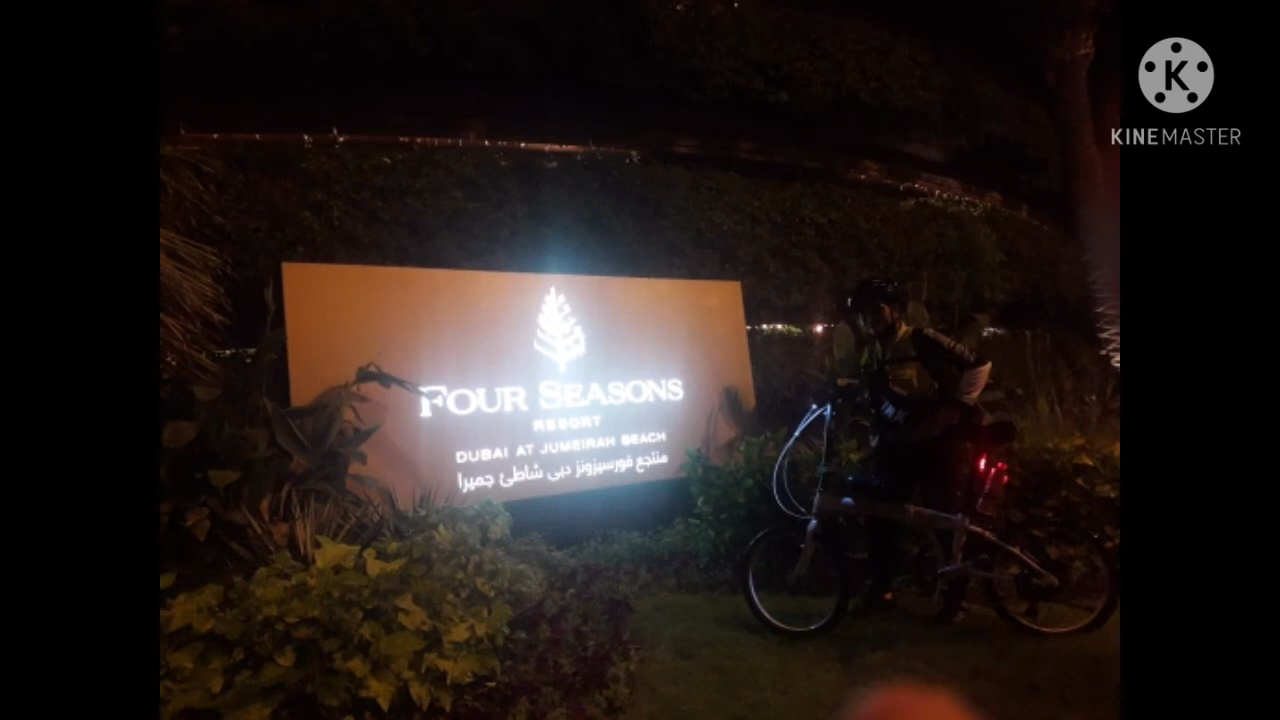 FOUR SEASONS
RESORT
DUBAI AT JUMEIRAH BEACH
منتجع فورسيزونز دبي شاطئ جميرا
K
KINEMASTER